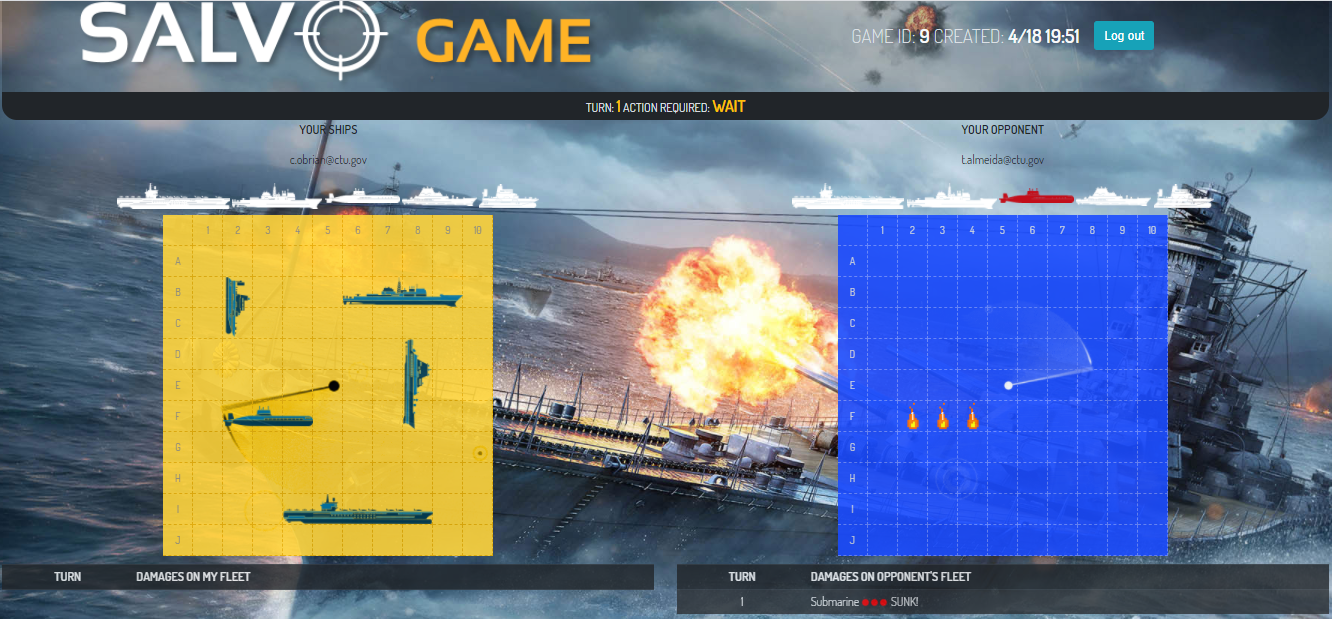 SALVO GAME
GAME ID: 9 CREATED: 4/18 19:51
Log out
TURN: 1 ACTION REQUIRED: WAIT
YOUR SHIPS
c.obrian@ctu.gov
1 2 3 4 5 6 7 8 9 10
A
B
C
D
E
F
G
H
I
J
YOUR OPPONENT
t.almeida@ctu.gov
1 2 3 4 5 6 7 8 9 10
A
B
C
D
E
F
G
H
I
J
TURN DAMAGES ON MY FLEET
TURN DAMAGES ON OPPONENT'S FLEET
1 Submarine SUNK!